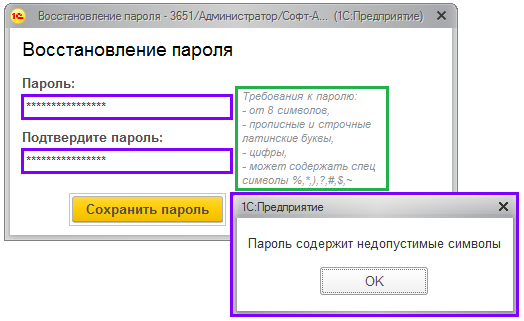 1С Восстановление пароля - 3651/Администратор/Софт-А... (1С:Предприятие)
Восстановление пароля
Пароль:
****************
Подтвердите пароль:
****************
Требования к паролю:
- от 8 символов,
- прописные и строчные
латинские буквы,
- цифры,
- может содержать спец
символы %,*,),?,#,$,~
Сохранить пароль
1С:Предприятие
Пароль содержит недопустимые символы
OK